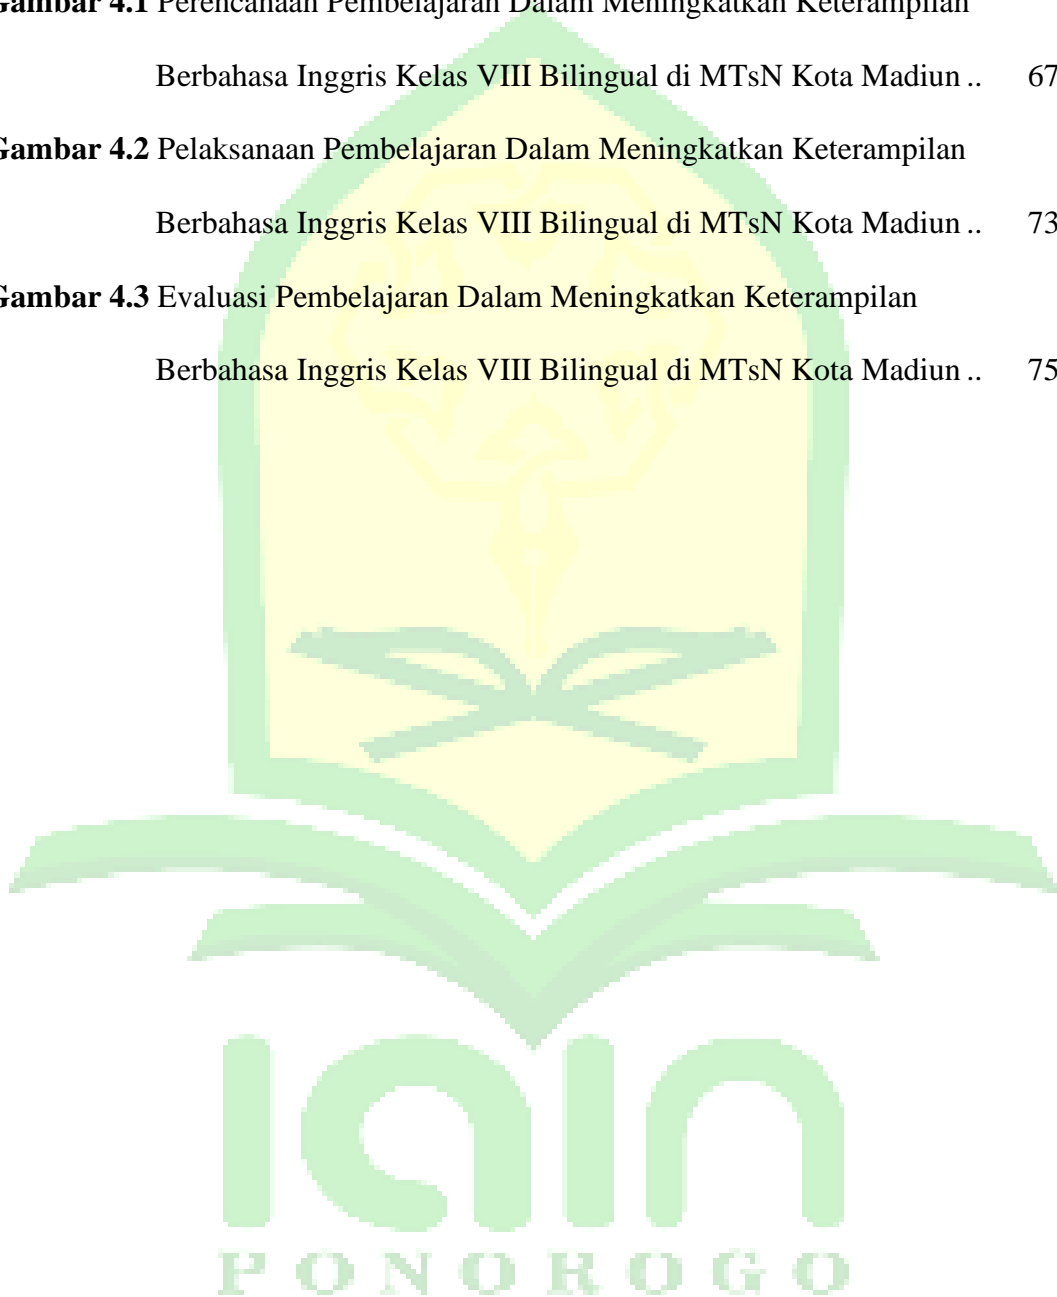 Gambar 4.1 Perencanaan Pembelajaran Dalam Meningkatkan Keterampilan
Berbahasa Inggris Kelas VIII Bilingual di MTsN Kota Madiun .. 67
Gambar 4.2 Pelaksanaan Pembelajaran Dalam Meningkatkan Keterampilan
Berbahasa Inggris Kelas VIII Bilingual di MTsN Kota Madiun .. 73
Gambar 4.3 Evaluasi Pembelajaran Dalam Meningkatkan Keterampilan
Berbahasa Inggris Kelas VIII Bilingual di MTsN Kota Madiun .. 75
IAIN
PONOROGO